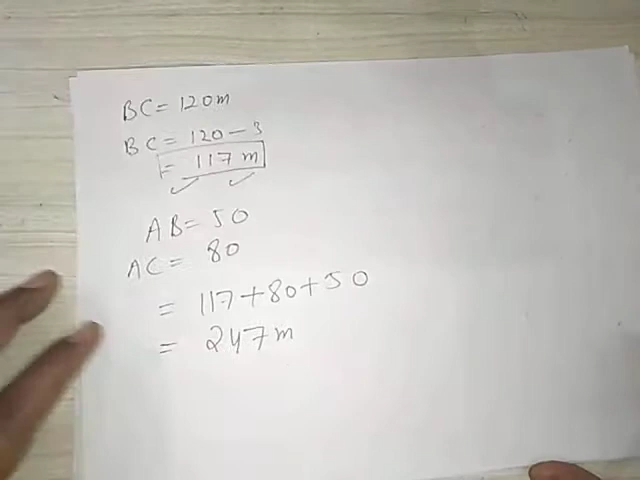 BC = 120m
BC = 120 - 3
= 117 m
AB = 50
AC = 80
= 117 + 80 + 50
= 247m